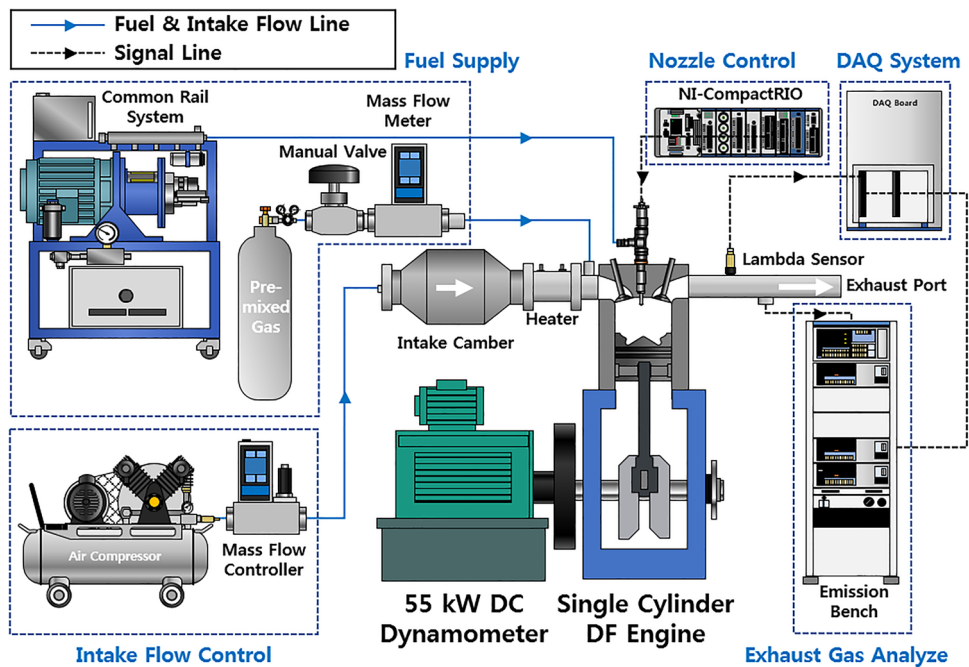 Fuel & Intake Flow Line
Signal Line
Fuel Supply
Nozzle Control
DAQ System
Common Rail
System
Mass Flow
Meter
Manual Valve
NI-CompactRIO
DAQ Board
Pre-
mixed
Gas
Heater
Intake Camber
Lambda Sensor
Exhaust Port
Air Compressor
Mass Flow
Controller
55 kW DC
Dynamometer
Single Cylinder
DF Engine
Emission
Bench
Intake Flow Control
Exhaust Gas Analyze